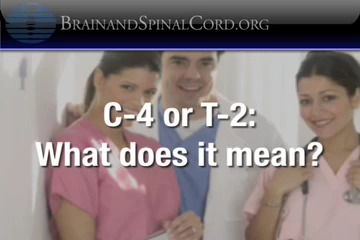 BRAINANDSPINALCORD.ORG
C-4 or T-2:
What does it mean?